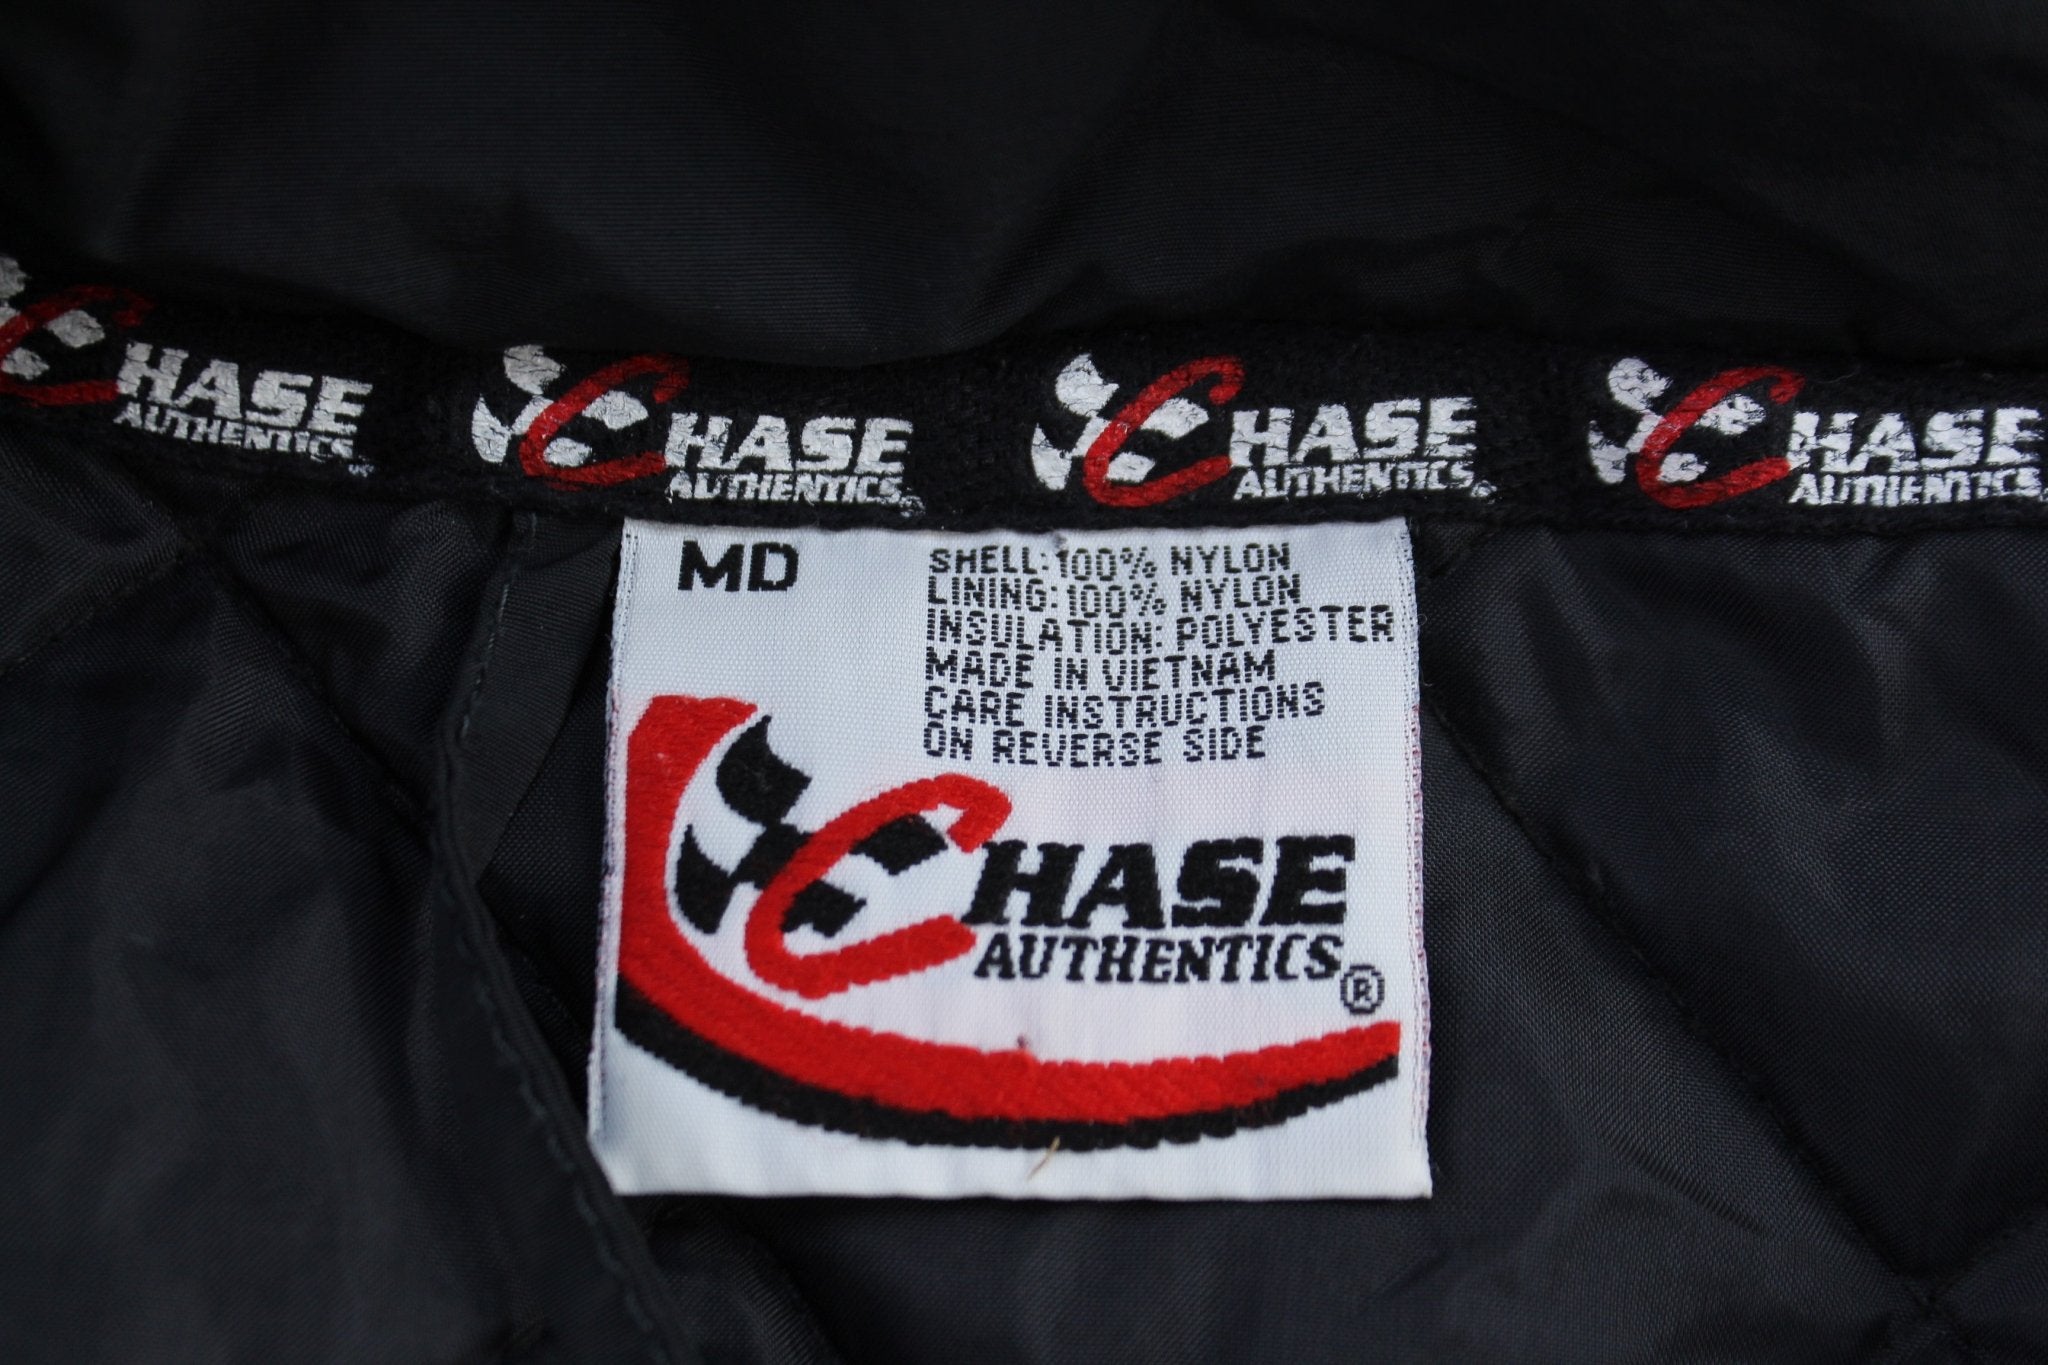 CHASE AUTHENTICS
CHASE AUTHENTICS
CHASE AUTHENTICS
CHASE AUTHENTICS
MD
SHELL: 100% NYLON
LINING: 100% NYLON
INSULATION: POLYESTER
MADE IN VIETNAM
CARE INSTRUCTIONS
ON REVERSE SIDE
CHASE
AUTHENTICS®